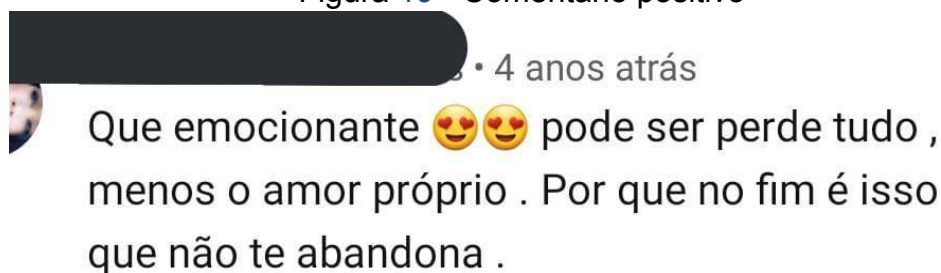 • 4 anos atrás
Que emocionante 😍😍 pode ser perde tudo ,
menos o amor próprio . Por que no fim é isso
que não te abandona .